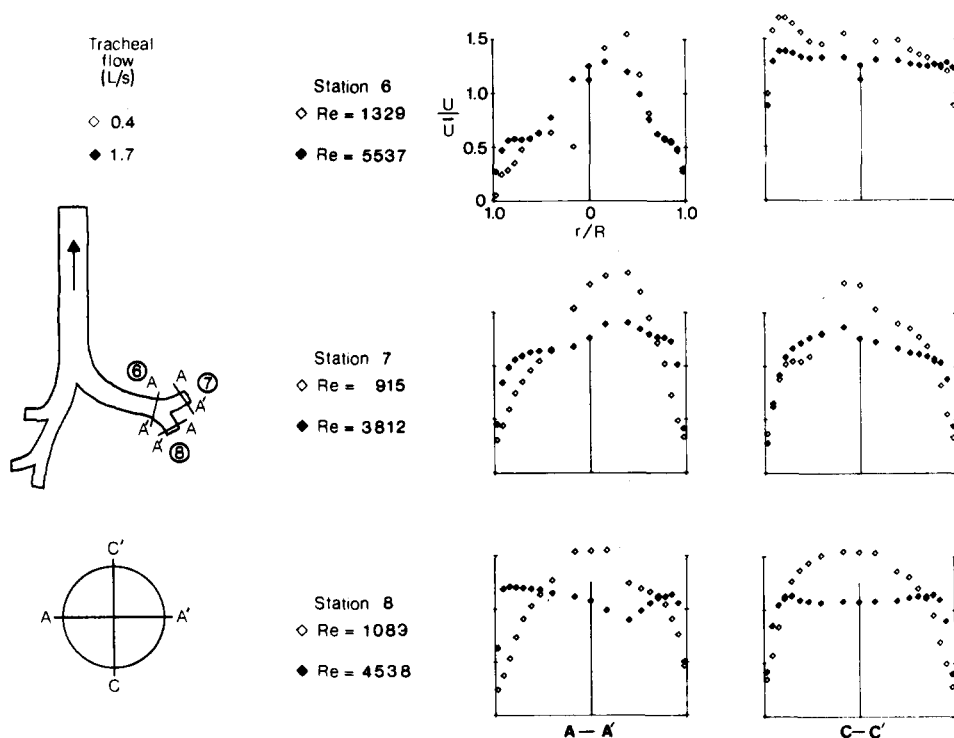 Tracheal
flow
(L/s)
◇ 0.4
◆ 1.7
Station 6
◇ Re = 1329
◆ Re = 5537
U
Ū
1.5
1.0
0.5
0
1.0 0 1.0
r/R
Station 7
◇ Re = 915
◆ Re = 3812
6 A A 7
A' A A'
A' 8
Station 8
◇ Re = 1083
◆ Re = 4538
C'
A A'
C
A — A'
C — C'